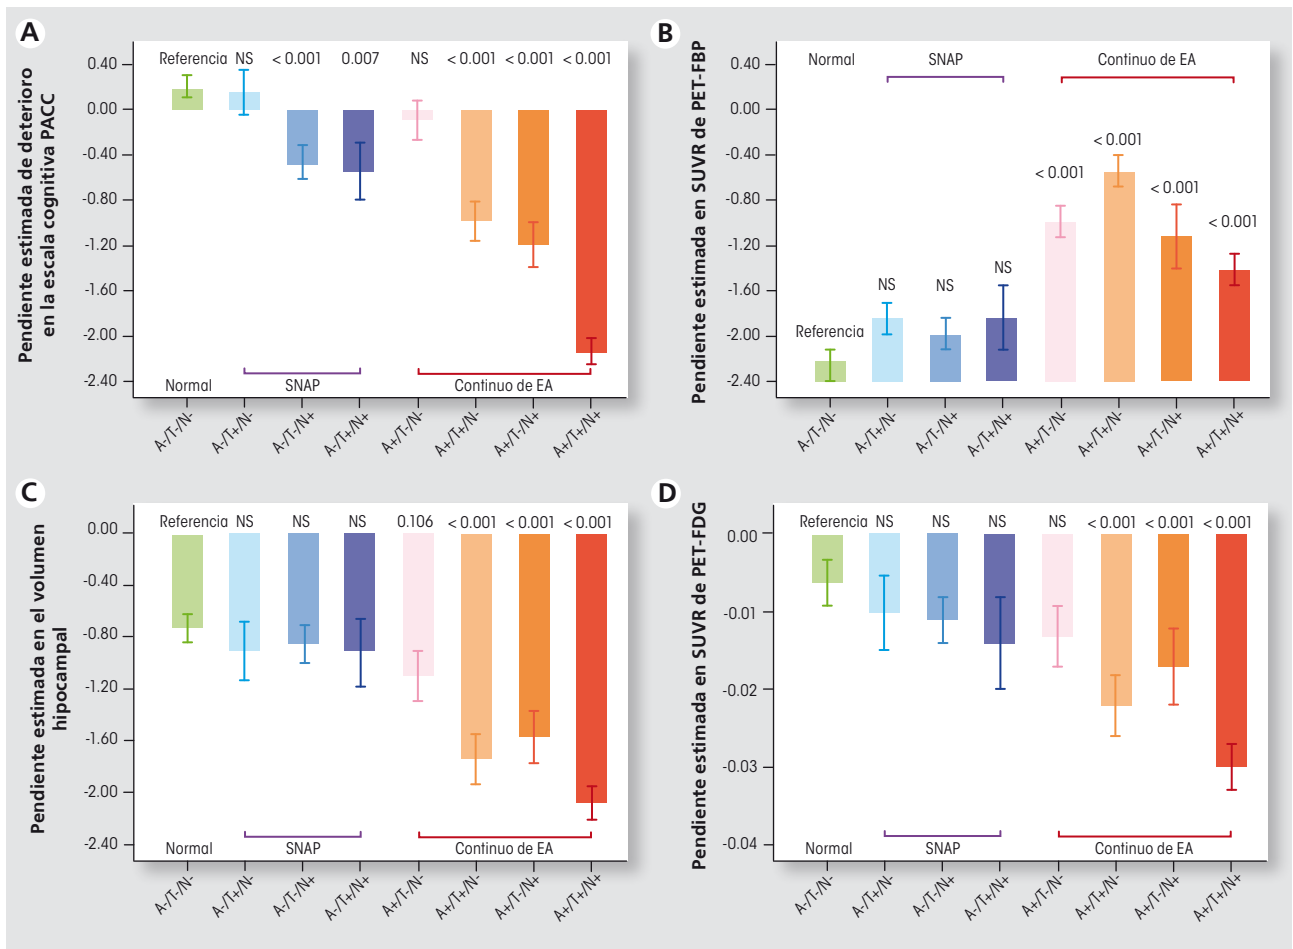 A
Pendiente estimada de deterioro
en la escala cognitiva PACC
Referencia NS < 0.001 0.007 NS < 0.001 < 0.001 < 0.001
0.40
0.00
-0.40
-0.80
-1.20
-1.60
-2.00
-2.40
Normal SNAP Continuo de EA
A-/T-/N- A-/T+/N- A-/T-/N+ A-/T+/N+ A+/T-/N- A+/T+/N- A+/T-/N+ A+/T+/N+
B
Pendiente estimada en SUVR de PET-FBP
Normal SNAP Continuo de EA
0.40
0.00
-0.40
-0.80
-1.20
-1.60
-2.00
-2.40
Referencia NS NS NS < 0.001 < 0.001 < 0.001 < 0.001
A-/T-/N- A-/T+/N- A-/T-/N+ A-/T+/N+ A+/T-/N- A+/T+/N- A+/T-/N+ A+/T+/N+
C
Pendiente estimada en el volumen
hipocampal
Referencia NS NS NS 0.106 < 0.001 < 0.001 < 0.001
0.00
-0.40
-0.80
-1.20
-1.60
-2.00
-2.40
Normal SNAP Continuo de EA
A-/T-/N- A-/T+/N- A-/T-/N+ A-/T+/N+ A+/T-/N- A+/T+/N- A+/T-/N+ A+/T+/N+
D
Pendiente estimada en SUVR de PET-FDG
Referencia NS NS NS NS < 0.001 < 0.001 < 0.001
0.00
-0.01
-0.02
-0.03
-0.04
Normal SNAP Continuo de EA
A-/T-/N- A-/T+/N- A-/T-/N+ A-/T+/N+ A+/T-/N- A+/T+/N- A+/T-/N+ A+/T+/N+